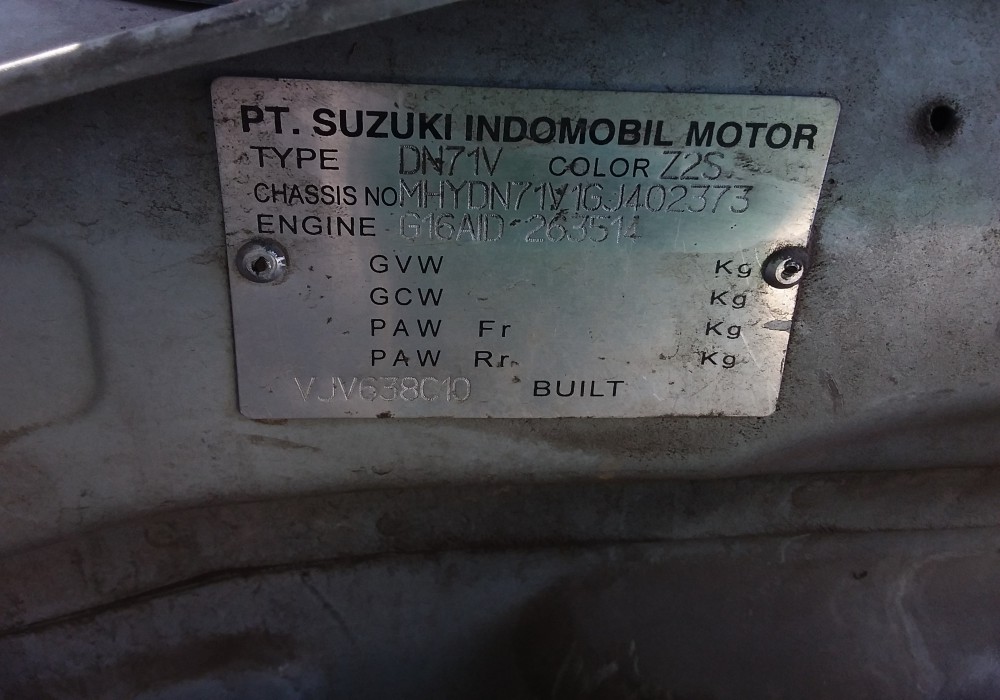 PT. SUZUKI INDOMOBIL MOTOR
TYPE DN71V COLOR Z2S
CHASSIS NO MHYDN71V16J402373
ENGINE G16AID-263514
GVW Kg
GCW Kg
PAW Fr Kg
PAW Rr Kg
VJV638C10 BUILT